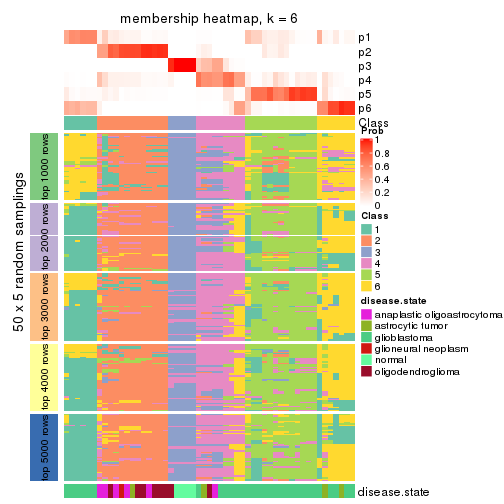 membership heatmap, k = 6
p1
p2
p3
p4
p5
p6
Class
Prob
1
0.8
0.6
0.4
0.2
0
Class
1
2
3
4
5
6
disease.state
anaplastic oligoastrocytoma
astrocytic tumor
glioblastoma
glioneural neoplasm
normal
oligodendroglioma
50 x 5 random samplings
top 1000 rows
top 2000 rows
top 3000 rows
top 4000 rows
top 5000 rows
disease.state